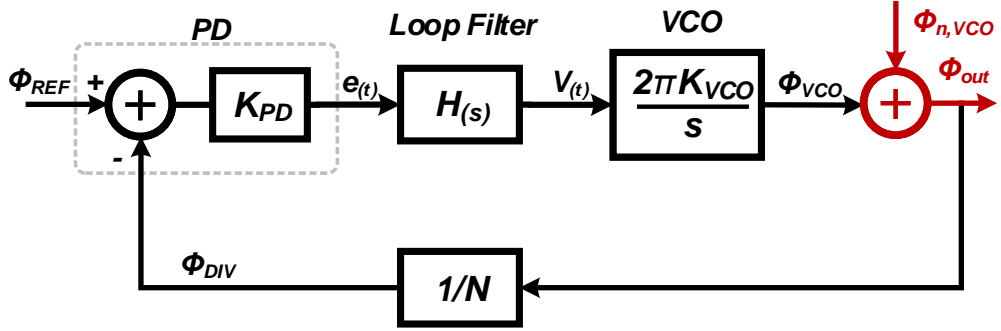 PD
Loop Filter
VCO
Φn,VCO
ΦREF
+
-
+
KPD
e(t)
H(s)
V(t)
2πKVCO
s
ΦVCO
+
Φout
ΦDIV
1/N